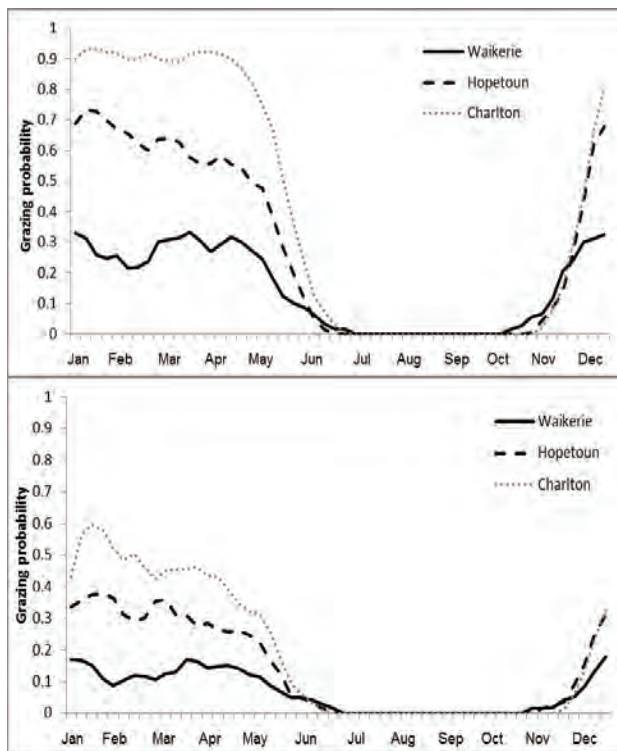 1
0.9
0.8
0.7
0.6
0.5
0.4
0.3
0.2
0.1
0
Grazing probability
Waikerie
Hopetoun
Charlton
Jan Feb Mar Apr May Jun Jul Aug Sep Oct Nov Dec
1
0.9
0.8
0.7
0.6
0.5
0.4
0.3
0.2
0.1
0
Grazing probability
Waikerie
Hopetoun
Charlton
Jan Feb Mar Apr May Jun Jul Aug Sep Oct Nov Dec